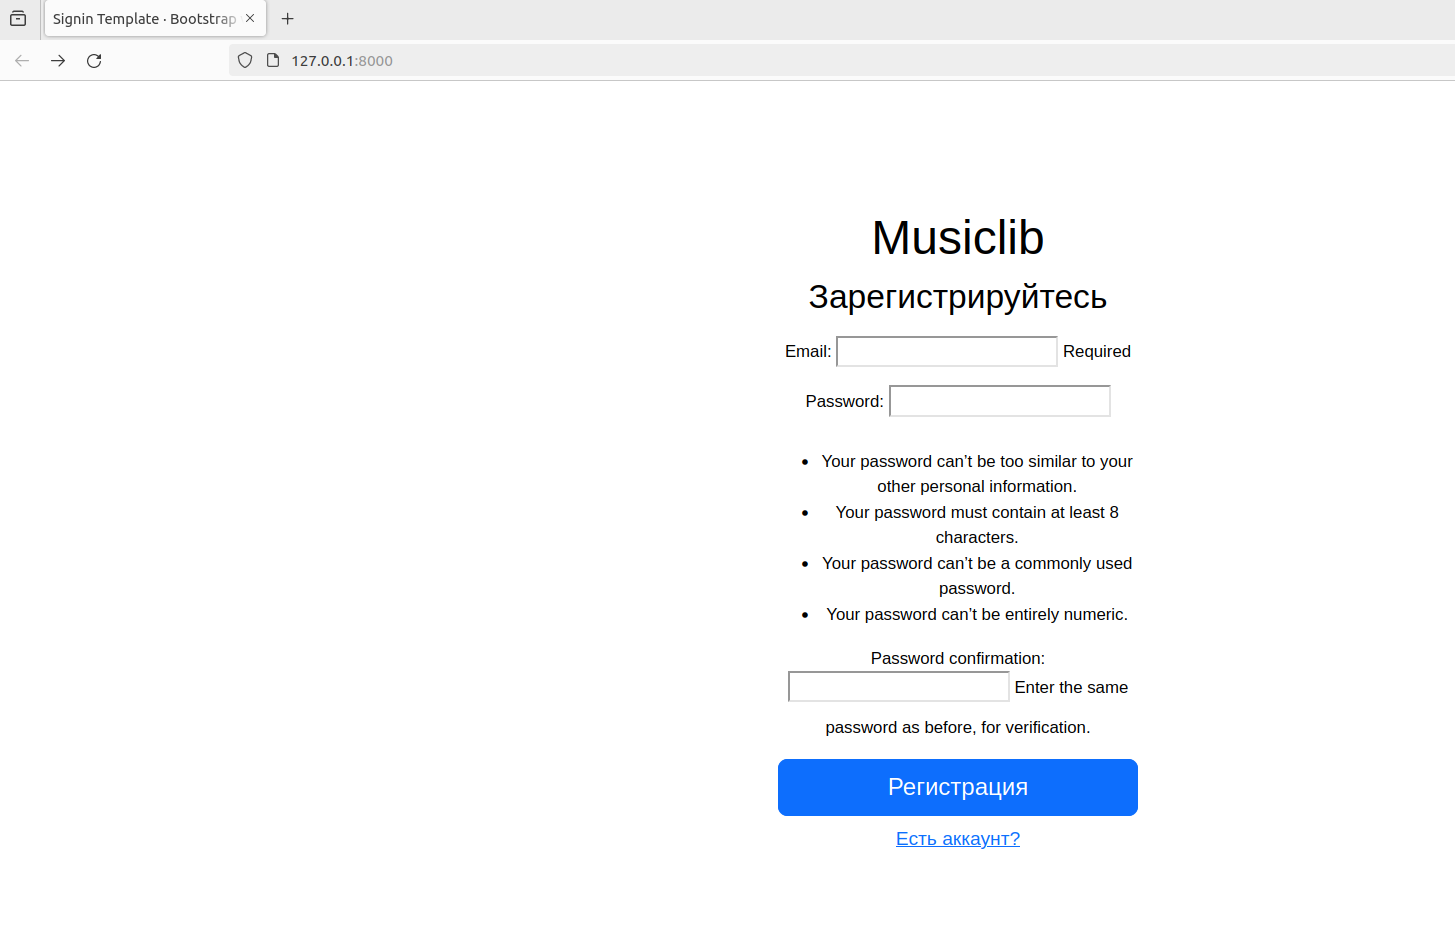 Signin Template · Bootstrap
127.0.0.1:8000
Musiclib
Зарегистрируйтесь
Email: Required
Password:
• Your password can’t be too similar to your
other personal information.
• Your password must contain at least 8
characters.
• Your password can’t be a commonly used
password.
• Your password can’t be entirely numeric.
Password confirmation:
Enter the same
password as before, for verification.
Регистрация
Есть аккаунт?